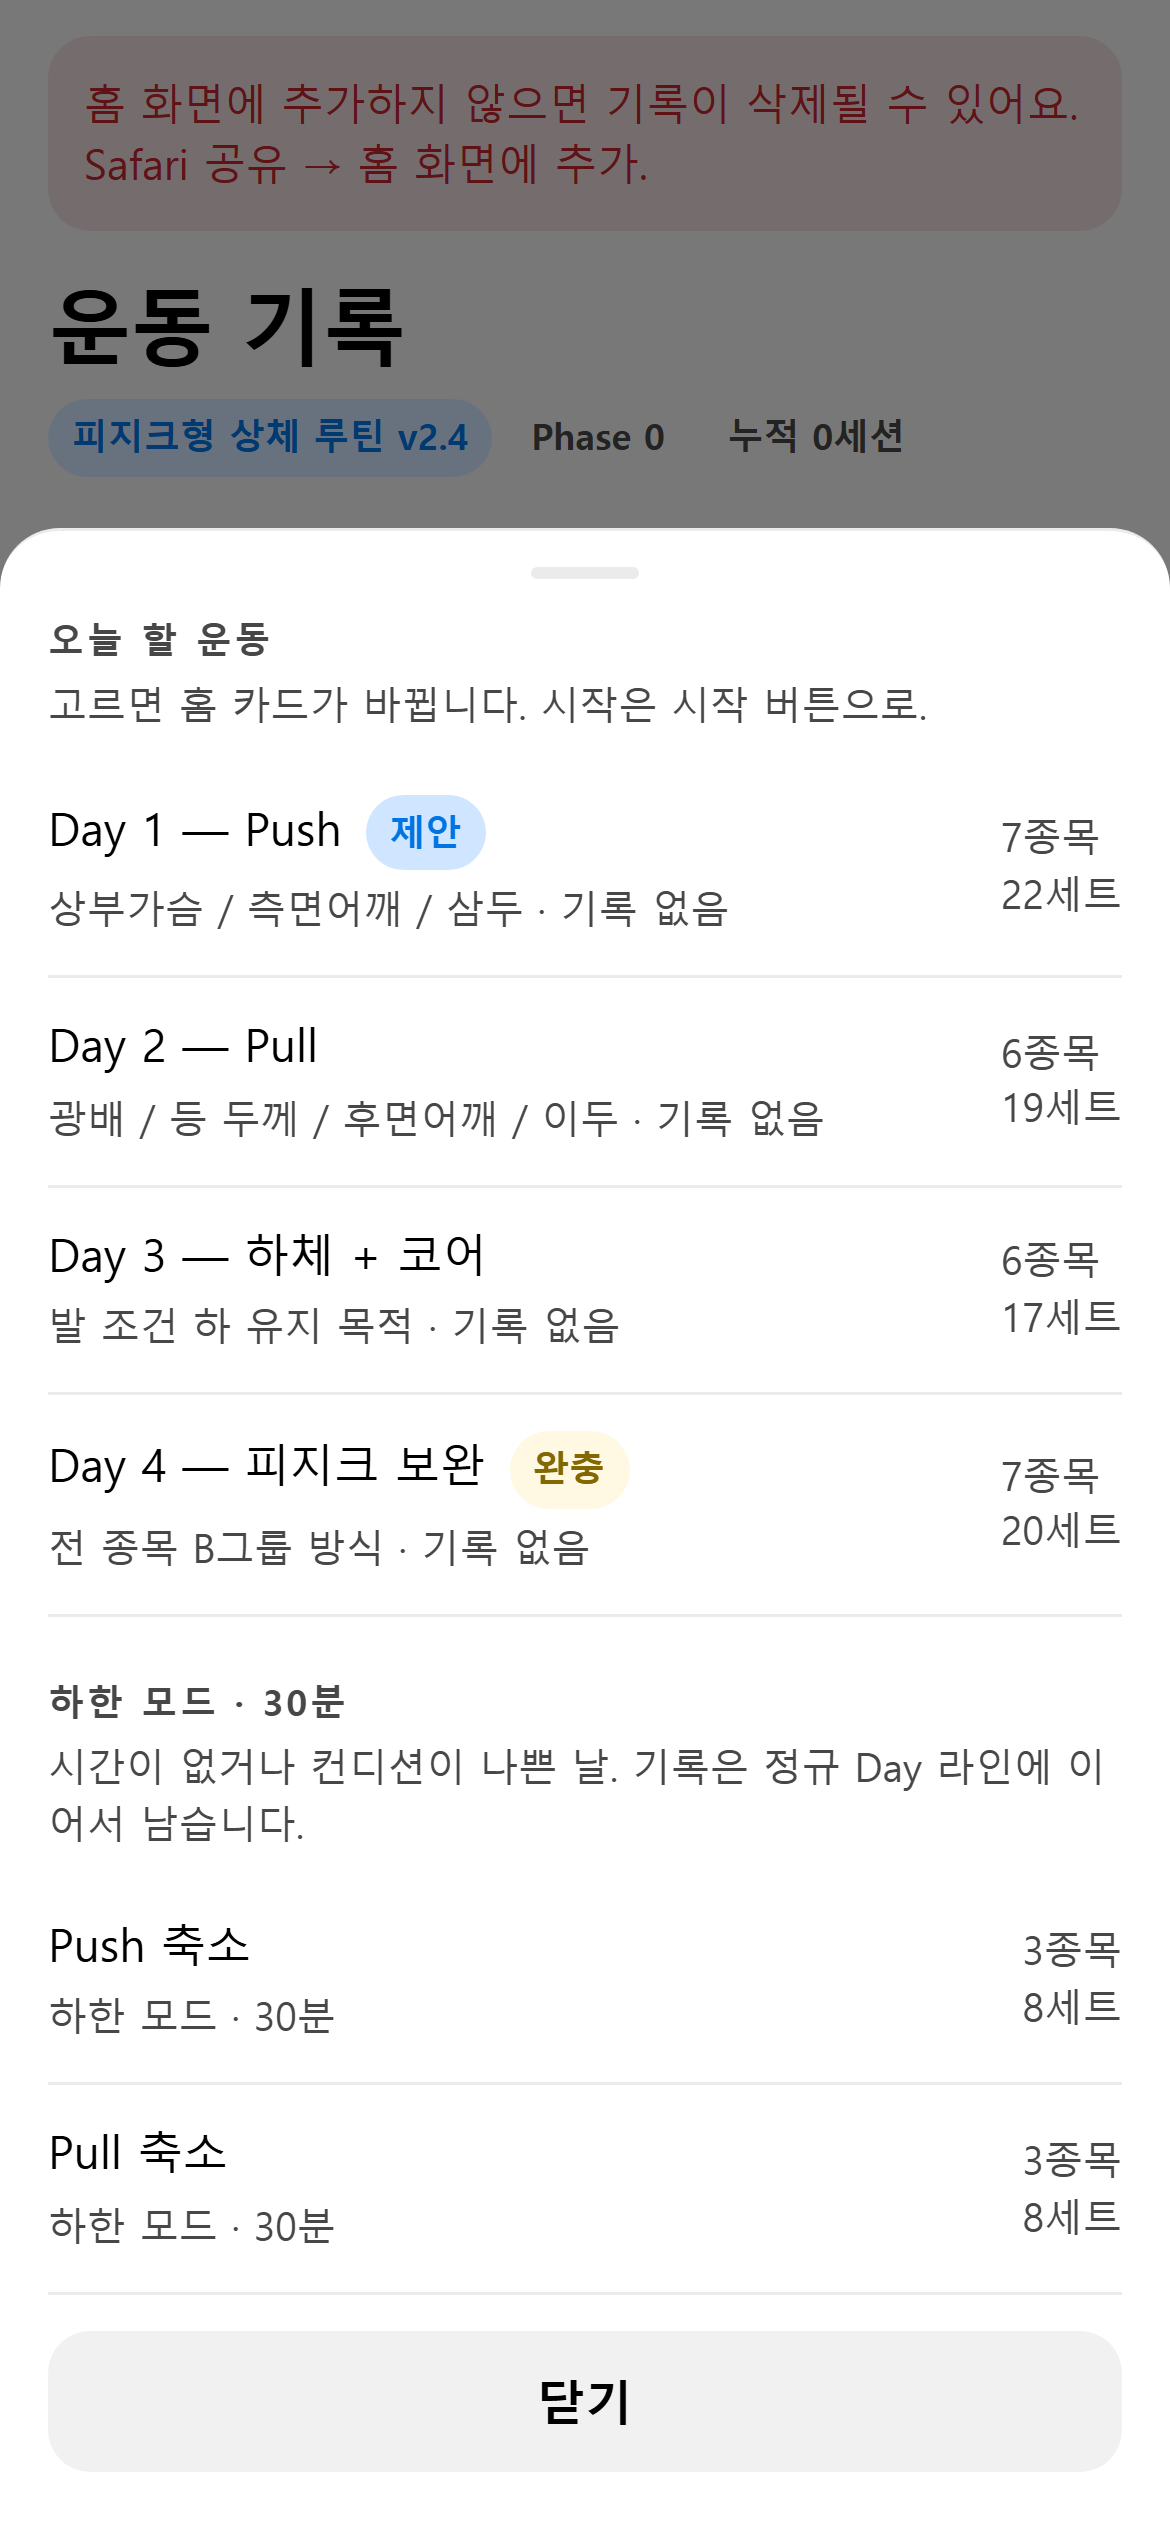 홈 화면에 추가하지 않으면 기록이 삭제될 수 있어요.
Safari 공유 → 홈 화면에 추가.
운동 기록
피지크형 상체 루틴 v2.4 Phase 0 누적 0세션
오늘 할 운동
고르면 홈 카드가 바뀝니다. 시작은 시작 버튼으로.
Day 1 — Push 제안
상부가슴 / 측면어깨 / 삼두 · 기록 없음
7종목
22세트
Day 2 — Pull
광배 / 등 두께 / 후면어깨 / 이두 · 기록 없음
6종목
19세트
Day 3 — 하체 + 코어
발 조건 하 유지 목적 · 기록 없음
6종목
17세트
Day 4 — 피지크 보완 완충
전 종목 B그룹 방식 · 기록 없음
7종목
20세트
하한 모드 · 30분
시간이 없거나 컨디션이 나쁜 날. 기록은 정규 Day 라인에 이
어서 남습니다.
Push 축소
하한 모드 · 30분
3종목
8세트
Pull 축소
하한 모드 · 30분
3종목
8세트
닫기